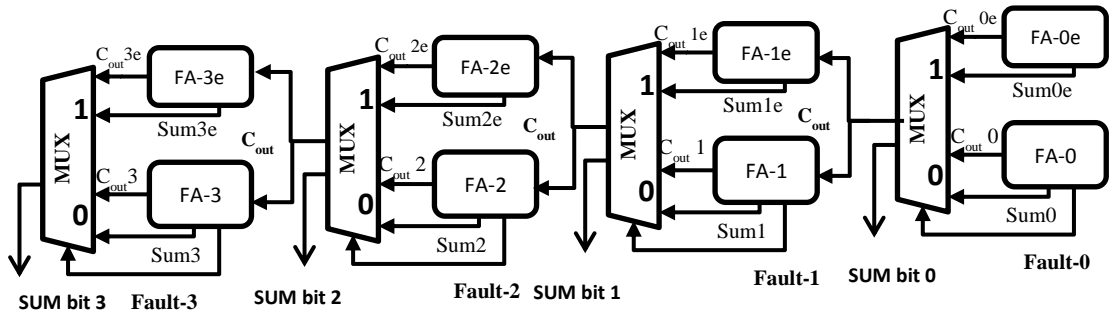 C_out 3e
FA-3e
1
Sum3e
MUX
C_out
C_out 3
FA-3
0
Sum3
SUM bit 3
Fault-3
C_out 2e
FA-2e
1
Sum2e
MUX
C_out
C_out 2
FA-2
0
Sum2
SUM bit 2
Fault-2
C_out 1e
FA-1e
1
Sum1e
MUX
C_out
C_out 1
FA-1
0
Sum1
SUM bit 1
Fault-1
C_out 0e
FA-0e
1
Sum0e
MUX
C_out 0
FA-0
0
Sum0
SUM bit 0
Fault-0